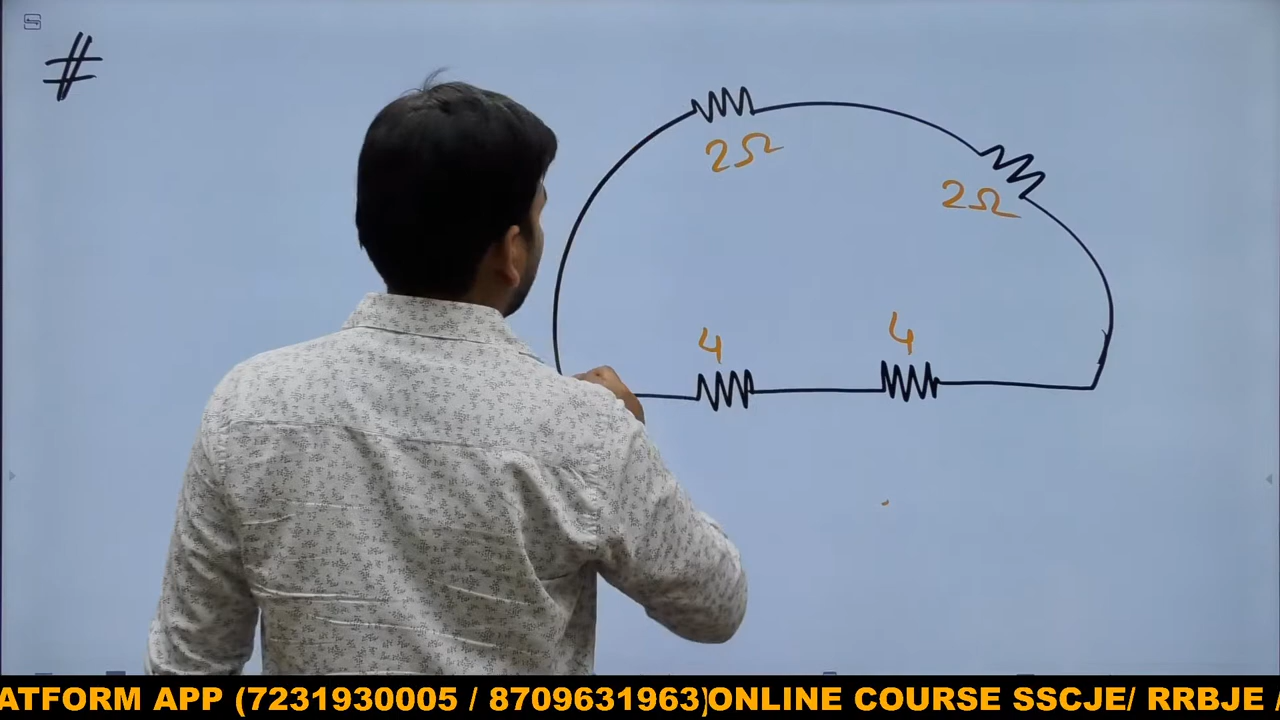 #
2Ω
2Ω
4
4
ATFORM APP (7231930005 / 8709631963)ONLINE COURSE SSCJE/ RRBJE /